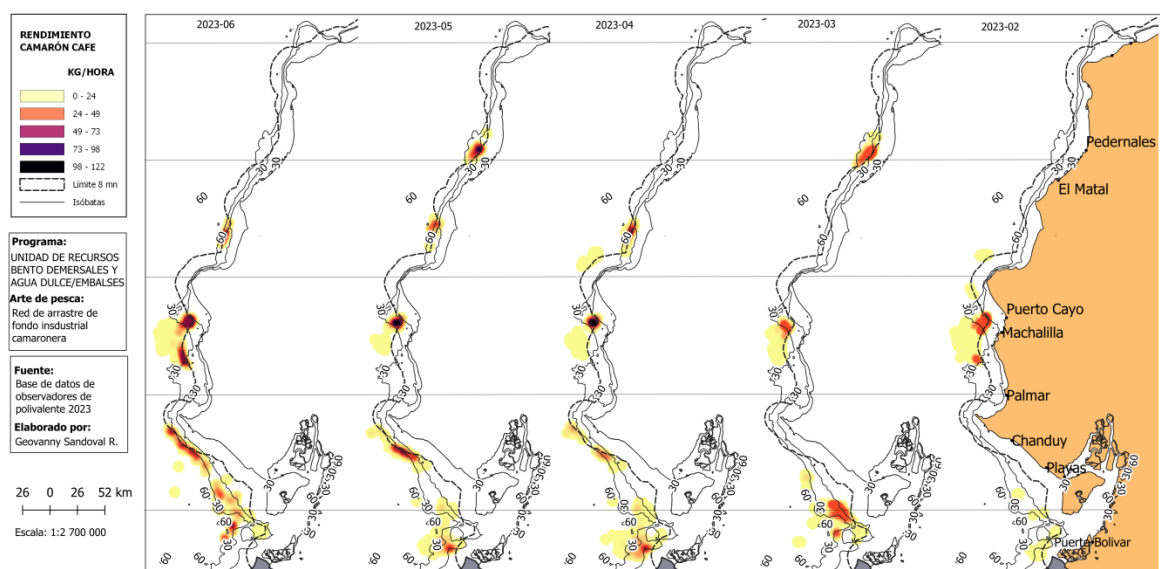 RENDIMIENTO
CAMARÓN CAFE
KG/HORA
0 - 24
24 - 49
49 - 73
73 - 98
98 - 122
Límite 8 mn
Isóbatas
Programa:
UNIDAD DE RECURSOS
BENTO DEMERSALES Y
AGUA DULCE/EMBALSES
Arte de pesca:
Red de arrastre de
fondo insdustrial
camaronera
Fuente:
Base de datos de
observadores de
polivalente 2023
Elaborado por:
Geovanny Sandoval R.
26 0 26 52 km
Escala: 1:2 700 000
2023-06
2023-05
2023-04
2023-03
2023-02
Pedernales
El Matal
Puerto Cayo
Machalilla
Palmar
Chanduy
Playas
Puerto Bolivar